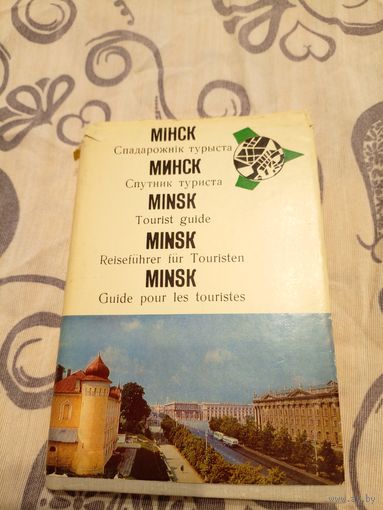 МІНСК
Спадарожнік турыста
МИНСК
Спутник туриста
MINSK
Tourist guide
MINSK
Reiseführer für Touristen
MINSK
Guide pour les touristes